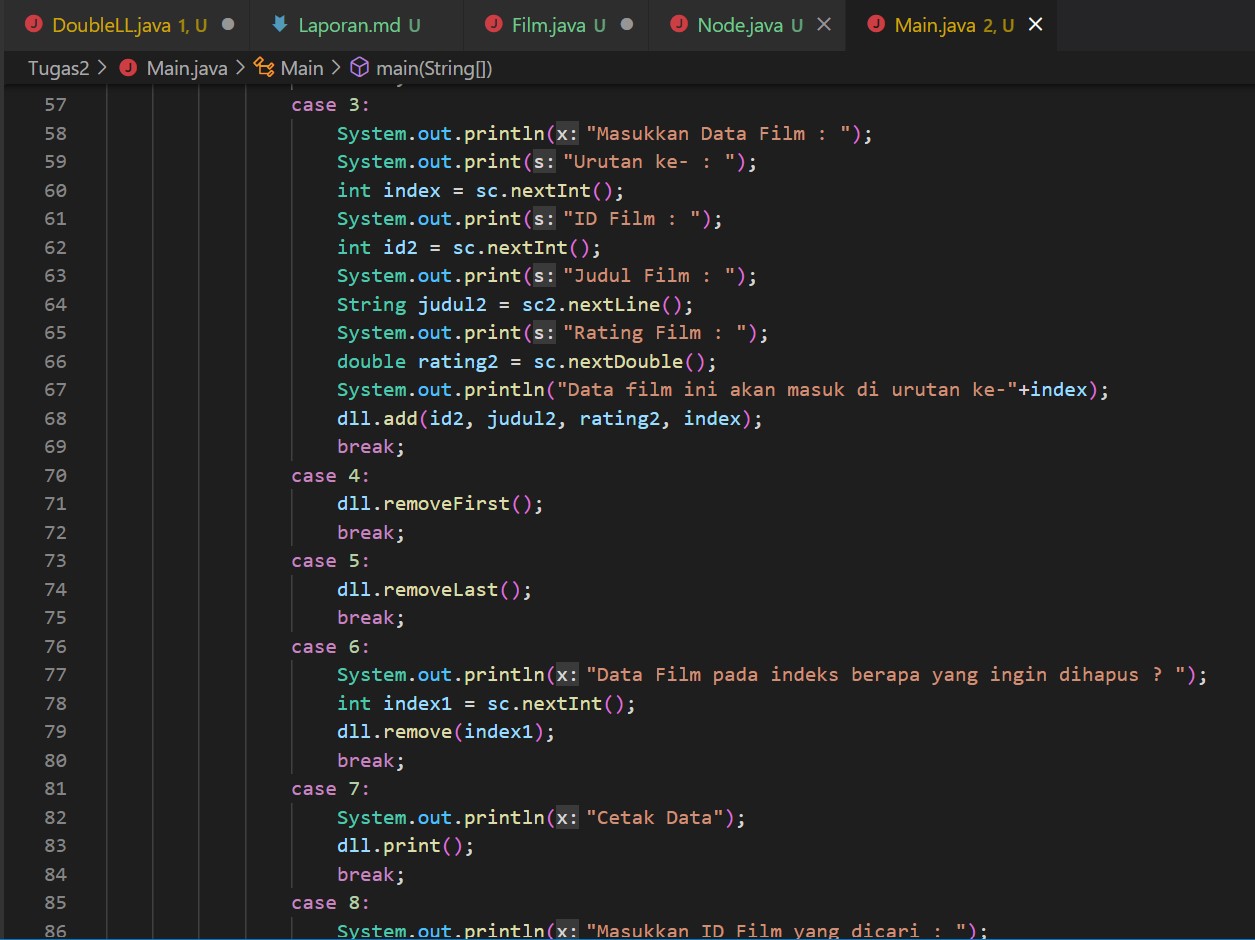 DoubleLL.java 1, U Laporan.md U Film.java U Node.java U Main.java 2, U
Tugas2 > Main.java > Main > main(String[])
57 case 3:
58 System.out.println(x: "Masukkan Data Film : ");
59 System.out.print(s: "Urutan ke- : ");
60 int index = sc.nextInt();
61 System.out.print(s: "ID Film : ");
62 int id2 = sc.nextInt();
63 System.out.print(s: "Judul Film : ");
64 String judul2 = sc2.nextLine();
65 System.out.print(s: "Rating Film : ");
66 double rating2 = sc.nextDouble();
67 System.out.println("Data film ini akan masuk di urutan ke-"+index);
68 dll.add(id2, judul2, rating2, index);
69 break;
70 case 4:
71 dll.removeFirst();
72 break;
73 case 5:
74 dll.removeLast();
75 break;
76 case 6:
77 System.out.println(x: "Data Film pada indeks berapa yang ingin dihapus ? ");
78 int index1 = sc.nextInt();
79 dll.remove(index1);
80 break;
81 case 7:
82 System.out.println(x: "Cetak Data");
83 dll.print();
84 break;
85 case 8:
86 System.out.println(x: "Masukkan ID Film yang dicari : ");